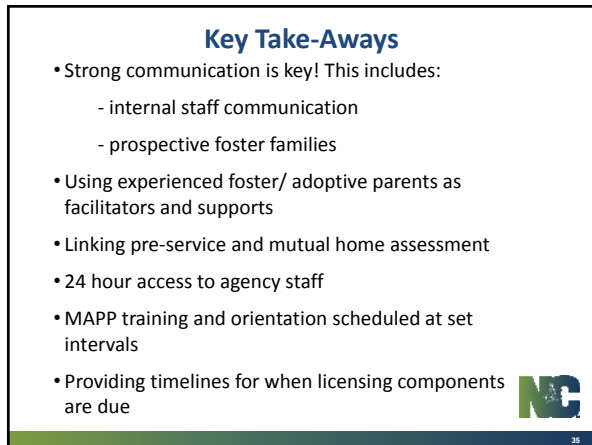 Key Take-Aways
• Strong communication is key! This includes:
- internal staff communication
- prospective foster families
• Using experienced foster/ adoptive parents as
facilitators and supports
• Linking pre-service and mutual home assessment
• 24 hour access to agency staff
• MAPP training and orientation scheduled at set
intervals
• Providing timelines for when licensing components
are due
NC
35